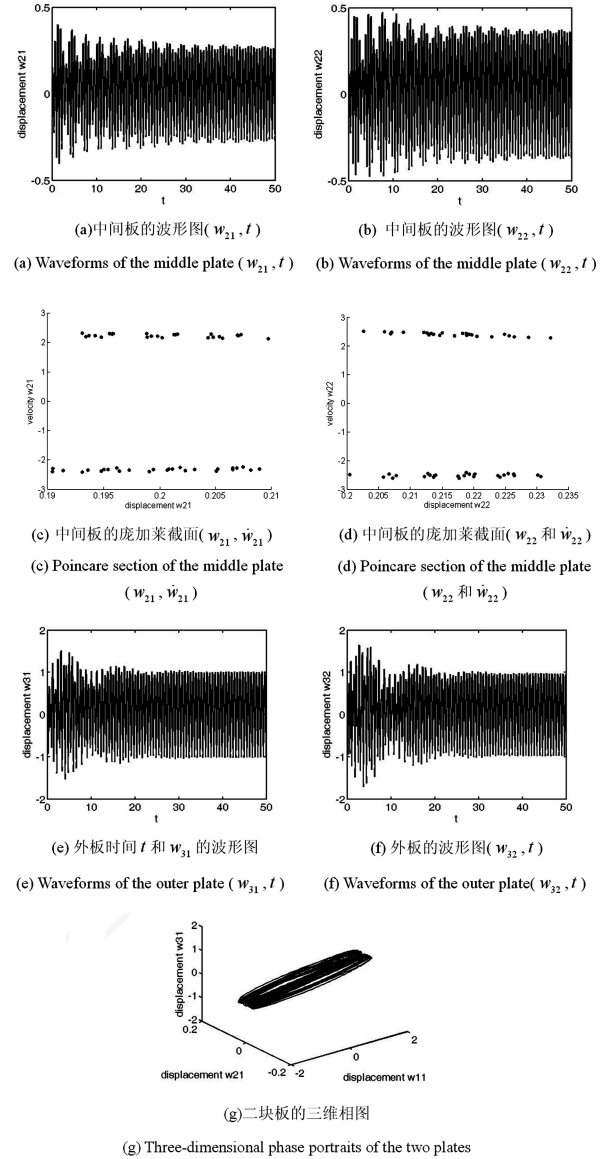 0.5
0
-0.5
displacement w21
0 10 20 30 40 50
t
0.5
0
-0.5
displacement w22
0 10 20 30 40 50
t
(a)中间板的波形图( w21 , t )
(b) 中间板的波形图( w22 , t )
(a) Waveforms of the middle plate ( w21 , t )
(b) Waveforms of the middle plate ( w22 , t )
3
2
1
0
-1
-2
-3
velocity w21
0.19 0.195 0.2 0.205 0.21
displacement w21
3
2
1
0
-1
-2
-3
velocity w22
0.2 0.205 0.21 0.215 0.22 0.225 0.23 0.235
displacement w22
(c) 中间板的庞加莱截面( w21 , ẇ21 )
(d) 中间板的庞加莱截面( w22 和 ẇ22 )
(c) Poincare section of the middle plate
( w21 , ẇ21 )
(d) Poincare section of the middle plate
( w22 和 ẇ22 )
2
1
0
-1
-2
displacement w31
0 10 20 30 40 50
t
2
1
0
-1
-2
displacement w32
0 10 20 30 40 50
t
(e) 外板时间 t 和 w31 的波形图
(f) 外板的波形图( w32 , t )
(e) Waveforms of the outer plate ( w31 , t )
(f) Waveforms of the outer plate( w32 , t )
2
1
0
-1
-2
displacement w31
0.2
0
-0.2
displacement w21
-2
0
2
displacement w11
(g)二块板的三维相图
(g) Three-dimensional phase portraits of the two plates